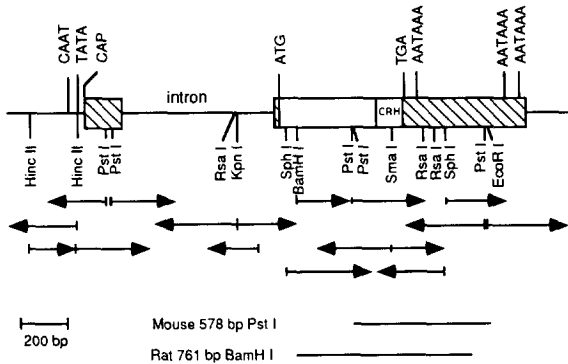 CAAT
TATA
CAP
ATG
TGA
AATAAA
AATAAA
AATAAA
intron
CRH
Hinc II
Hinc II
Pst I
Pst I
Rsa I
Kpn I
Sph I
BamH I
Pst I
Pst I
Sma I
Rsa I
Rsa I
Sph I
Pst I
EcoR I
200 bp
Mouse 578 bp Pst I
Rat 761 bp BamH I